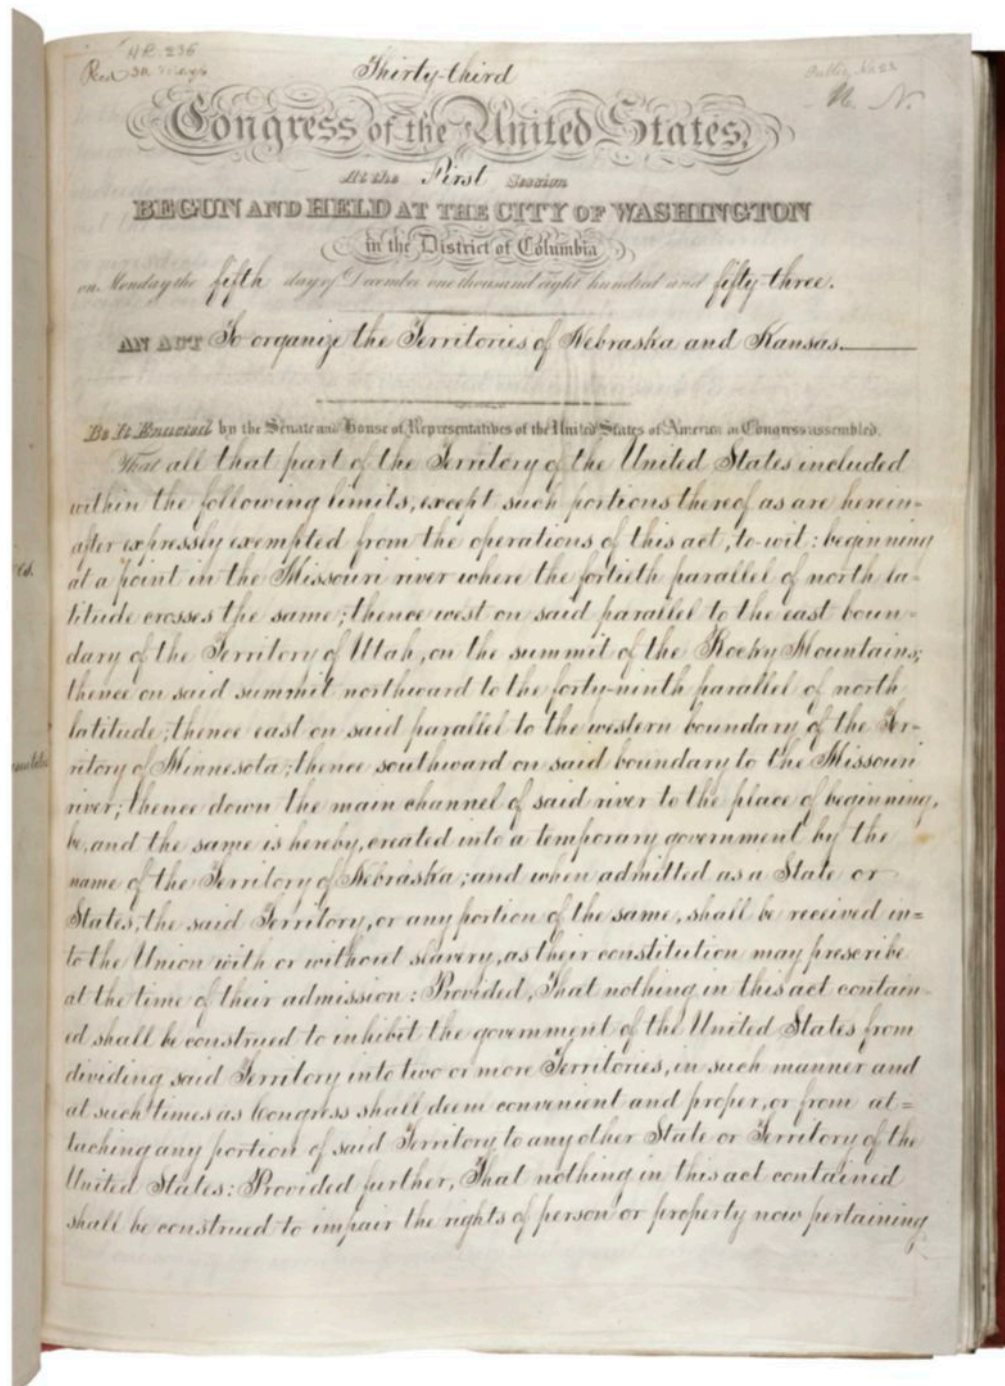 H.R. 236
Thirty-third
Congress of the United States,
At the First Session
BEGUN AND HELD AT THE CITY OF WASHINGTON
in the District of Columbia
on Monday the fifth day of December one thousand eight hundred and fifty-three.
AN ACT To organize the Territories of Nebraska and Kansas.
Be It Enacted by the Senate and House of Representatives of the United States of America in Congress assembled.
That all that part of the Territory of the United States included
within the following limits, except such portions thereof as are herein=
after expressly exempted from the operations of this act, to-wit: beginning
at a point in the Missouri river where the fortieth parallel of north la-
titude crosses the same; thence west on said parallel to the east boun-
dary of the Territory of Utah, on the summit of the Rocky Mountains;
thence on said summit northward to the forty-ninth parallel of north
latitude; thence east on said parallel to the western boundary of the Ter-
ritory of Minnesota; thence southward on said boundary to the Missouri
river; thence down the main channel of said river to the place of beginning,
be, and the same is hereby, created into a temporary government by the
name of the Territory of Nebraska; and when admitted as a State or
States, the said Territory, or any portion of the same, shall be received in=
to the Union with or without slavery, as their constitution may prescribe
at the time of their admission: Provided, That nothing in this act contain-
ed shall be construed to inhibit the government of the United States from
dividing said Territory into two or more Territories, in such manner and
at such times as Congress shall deem convenient and proper, or from at=
taching any portion of said Territory to any other State or Territory of the
United States: Provided further, That nothing in this act contained
shall be construed to impair the rights of person or property now pertaining